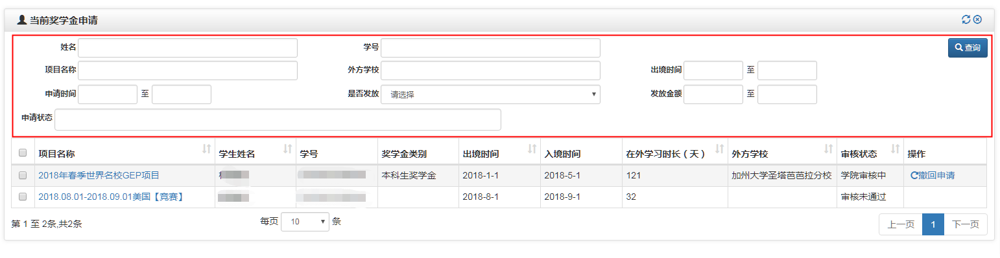 当前奖学金申请
姓名 学号 查询
项目名称 外方学校 出境时间 至
申请时间 至 是否发放 请选择 发放金额 至
申请状态
项目名称 学生姓名 学号 奖学金类别 出境时间 入境时间 在外学习时长（天） 外方学校 审核状态 操作
2018年春季世界名校GEP项目 本科生奖学金 2018-1-1 2018-5-1 121 加州大学圣塔芭芭拉分校 学院审核中 撤回申请
2018.08.01-2018.09.01美国【竞赛】 2018-8-1 2018-9-1 32 审核未通过
第 1 至 2条,共2条 每页 10 条 上一页 1 下一页